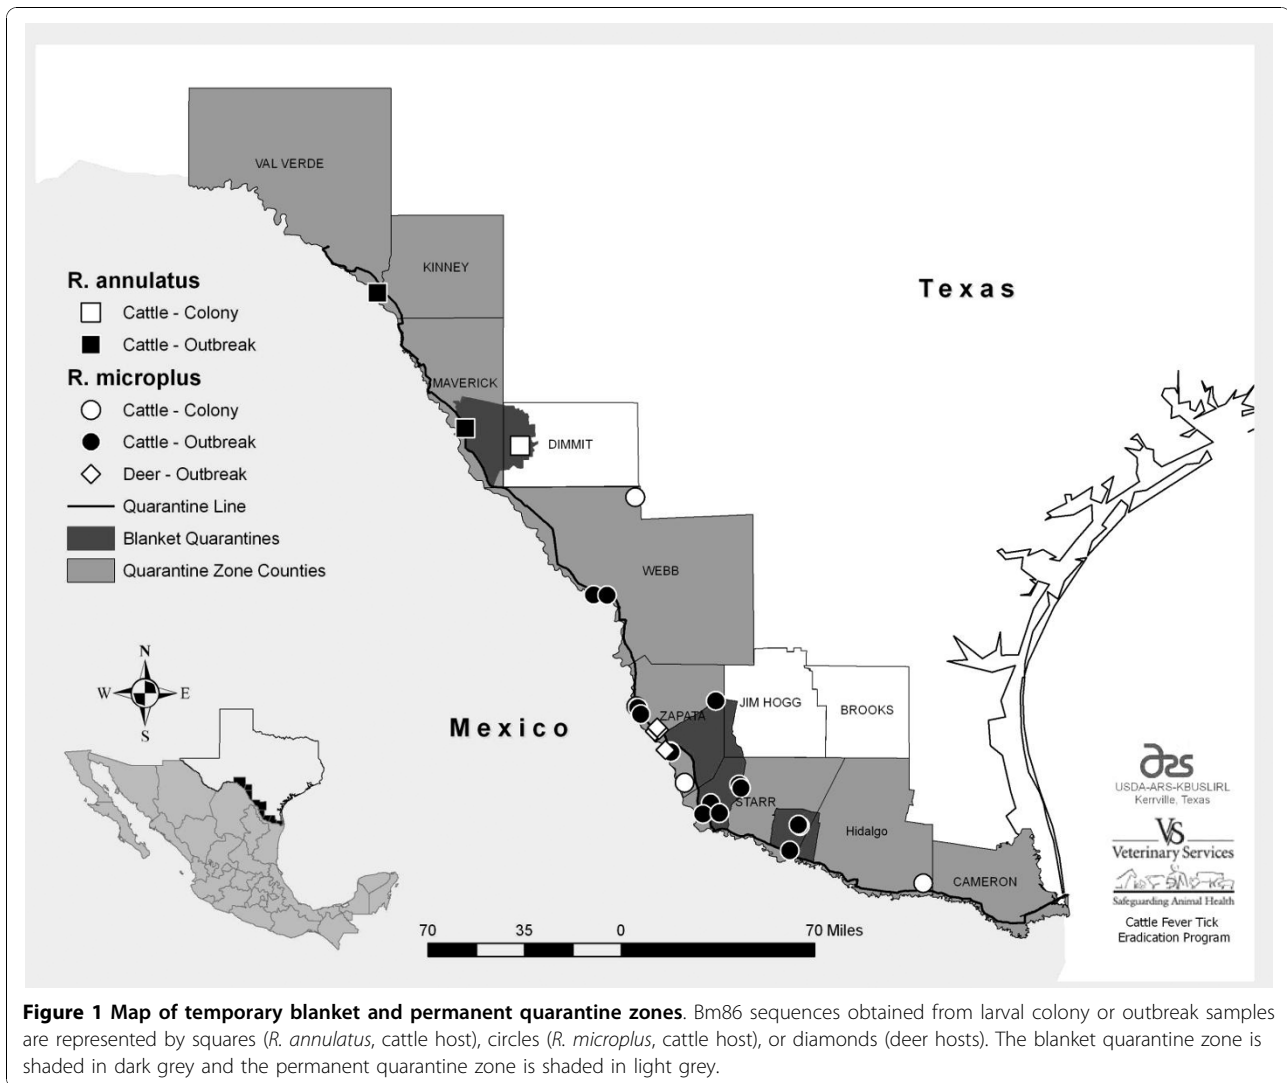 VAL VERDE
KINNEY
MAVERICK
DIMMIT
WEBB
ZAPATA
JIM HOGG
BROOKS
STARR
Hidalgo
CAMERON
Texas
Mexico
R. annulatus
Cattle - Colony
Cattle - Outbreak
R. microplus
Cattle - Colony
Cattle - Outbreak
Deer - Outbreak
Quarantine Line
Blanket Quarantines
Quarantine Zone Counties
N
W E
S
70 35 0 70 Miles
ars
USDA-ARS-KBUSLIRL
Kerrville, Texas
VS
Veterinary Services
Safeguarding Animal Health
Cattle Fever Tick
Eradication Program
Figure 1 Map of temporary blanket and permanent quarantine zones. Bm86 sequences obtained from larval colony or outbreak samples
are represented by squares (R. annulatus, cattle host), circles (R. microplus, cattle host), or diamonds (deer hosts). The blanket quarantine zone is
shaded in dark grey and the permanent quarantine zone is shaded in light grey.